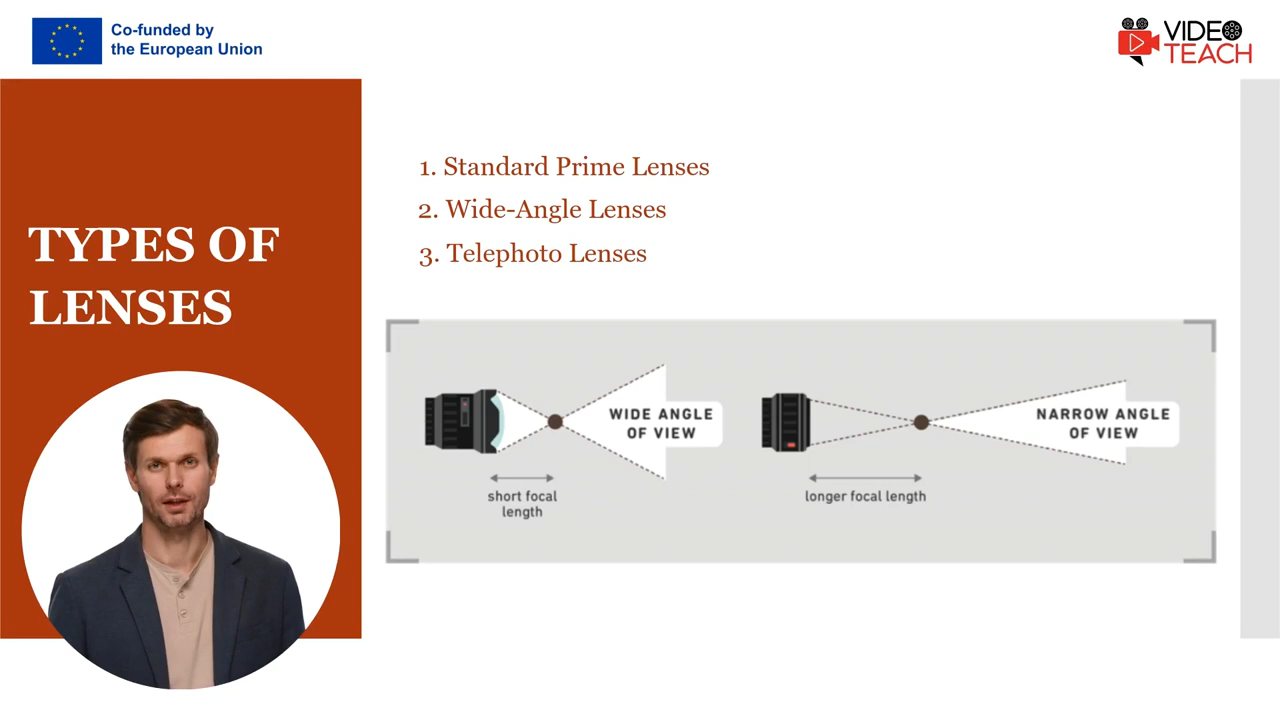 Co-funded by
the European Union
VIDEO
TEACH
TYPES OF
LENSES
1. Standard Prime Lenses
2. Wide-Angle Lenses
3. Telephoto Lenses
WIDE ANGLE
OF VIEW
short focal
length
NARROW ANGLE
OF VIEW
longer focal length